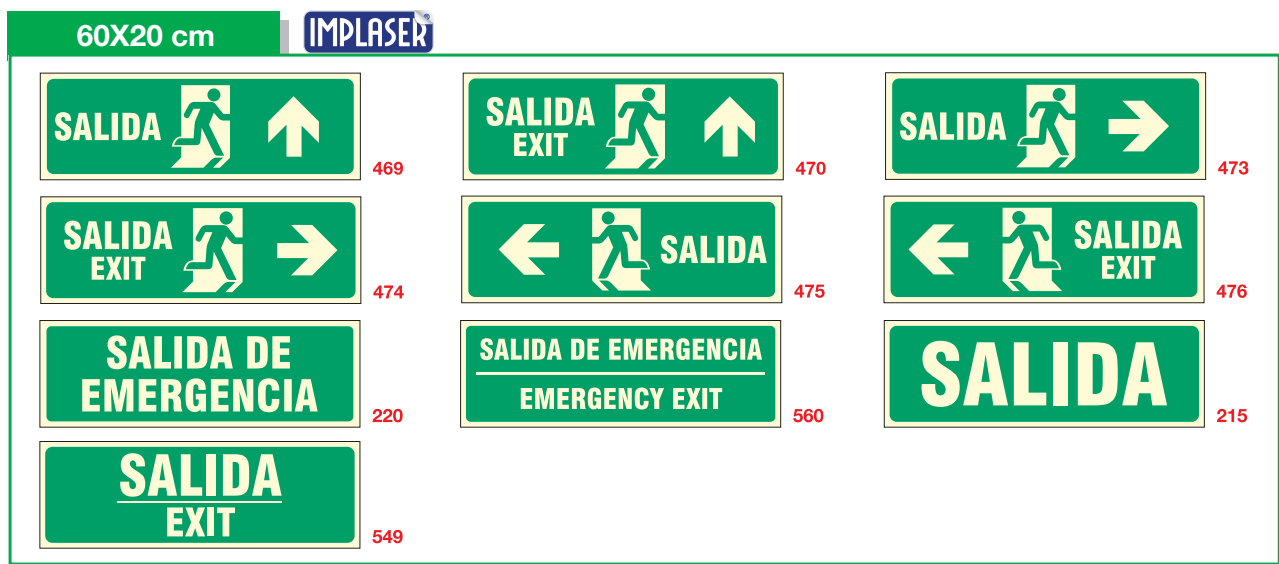 60X20 cm
IMPLASER
SALIDA
469
SALIDA
EXIT
470
SALIDA
473
SALIDA
EXIT
474
SALIDA
475
SALIDA
EXIT
476
SALIDA DE
EMERGENCIA
220
SALIDA DE EMERGENCIA
EMERGENCY EXIT
560
SALIDA
215
SALIDA
EXIT
549